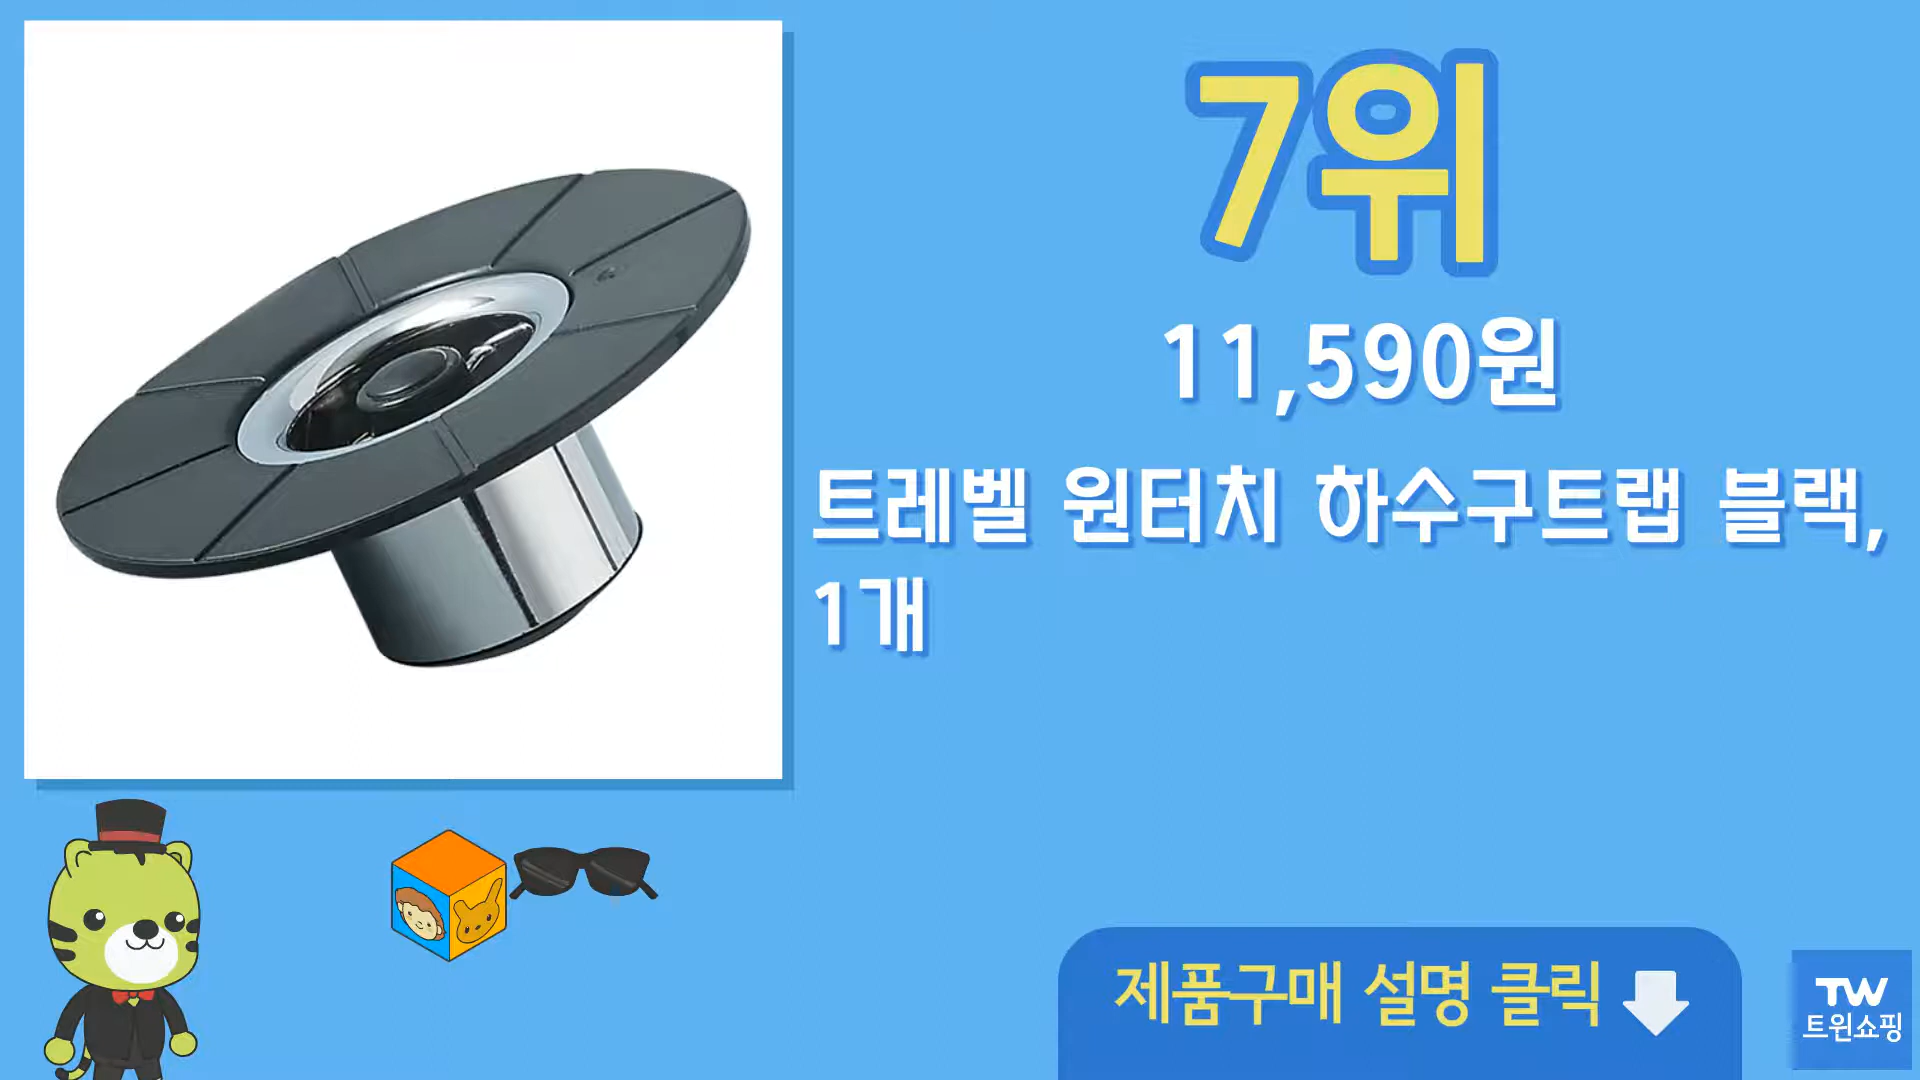 7위
11,590원
트레벨 원터치 하수구트랩 블랙,
1개
제품구매 설명 클릭
TW
트윈쇼핑